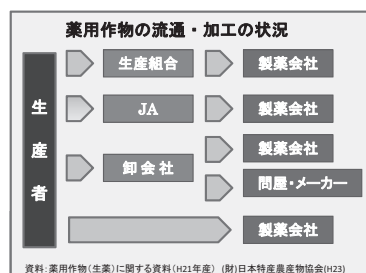 薬用作物の流通・加工の状況
生産者
生産組合
製薬会社
JA
製薬会社
卸会社
製薬会社
問屋・メーカー
製薬会社
資料：薬用作物（生薬）に関する資料（H21年産）（財）日本特産農産物協会（H23）